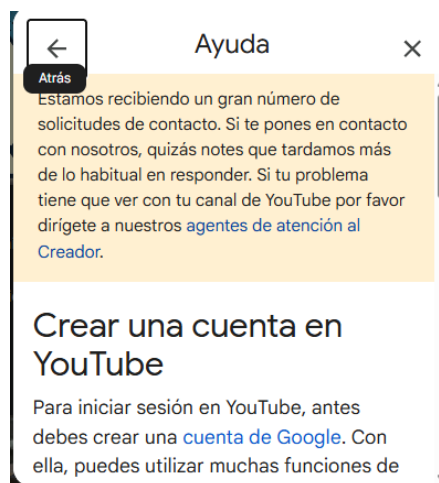 Ayuda
Atrás
Estamos recibiendo un gran número de
solicitudes de contacto. Si te pones en contacto
con nosotros, quizás notes que tardamos más
de lo habitual en responder. Si tu problema
tiene que ver con tu canal de YouTube por favor
dirígete a nuestros agentes de atención al
Creador.
Crear una cuenta en
YouTube
Para iniciar sesión en YouTube, antes
debes crear una cuenta de Google. Con
ella, puedes utilizar muchas funciones de